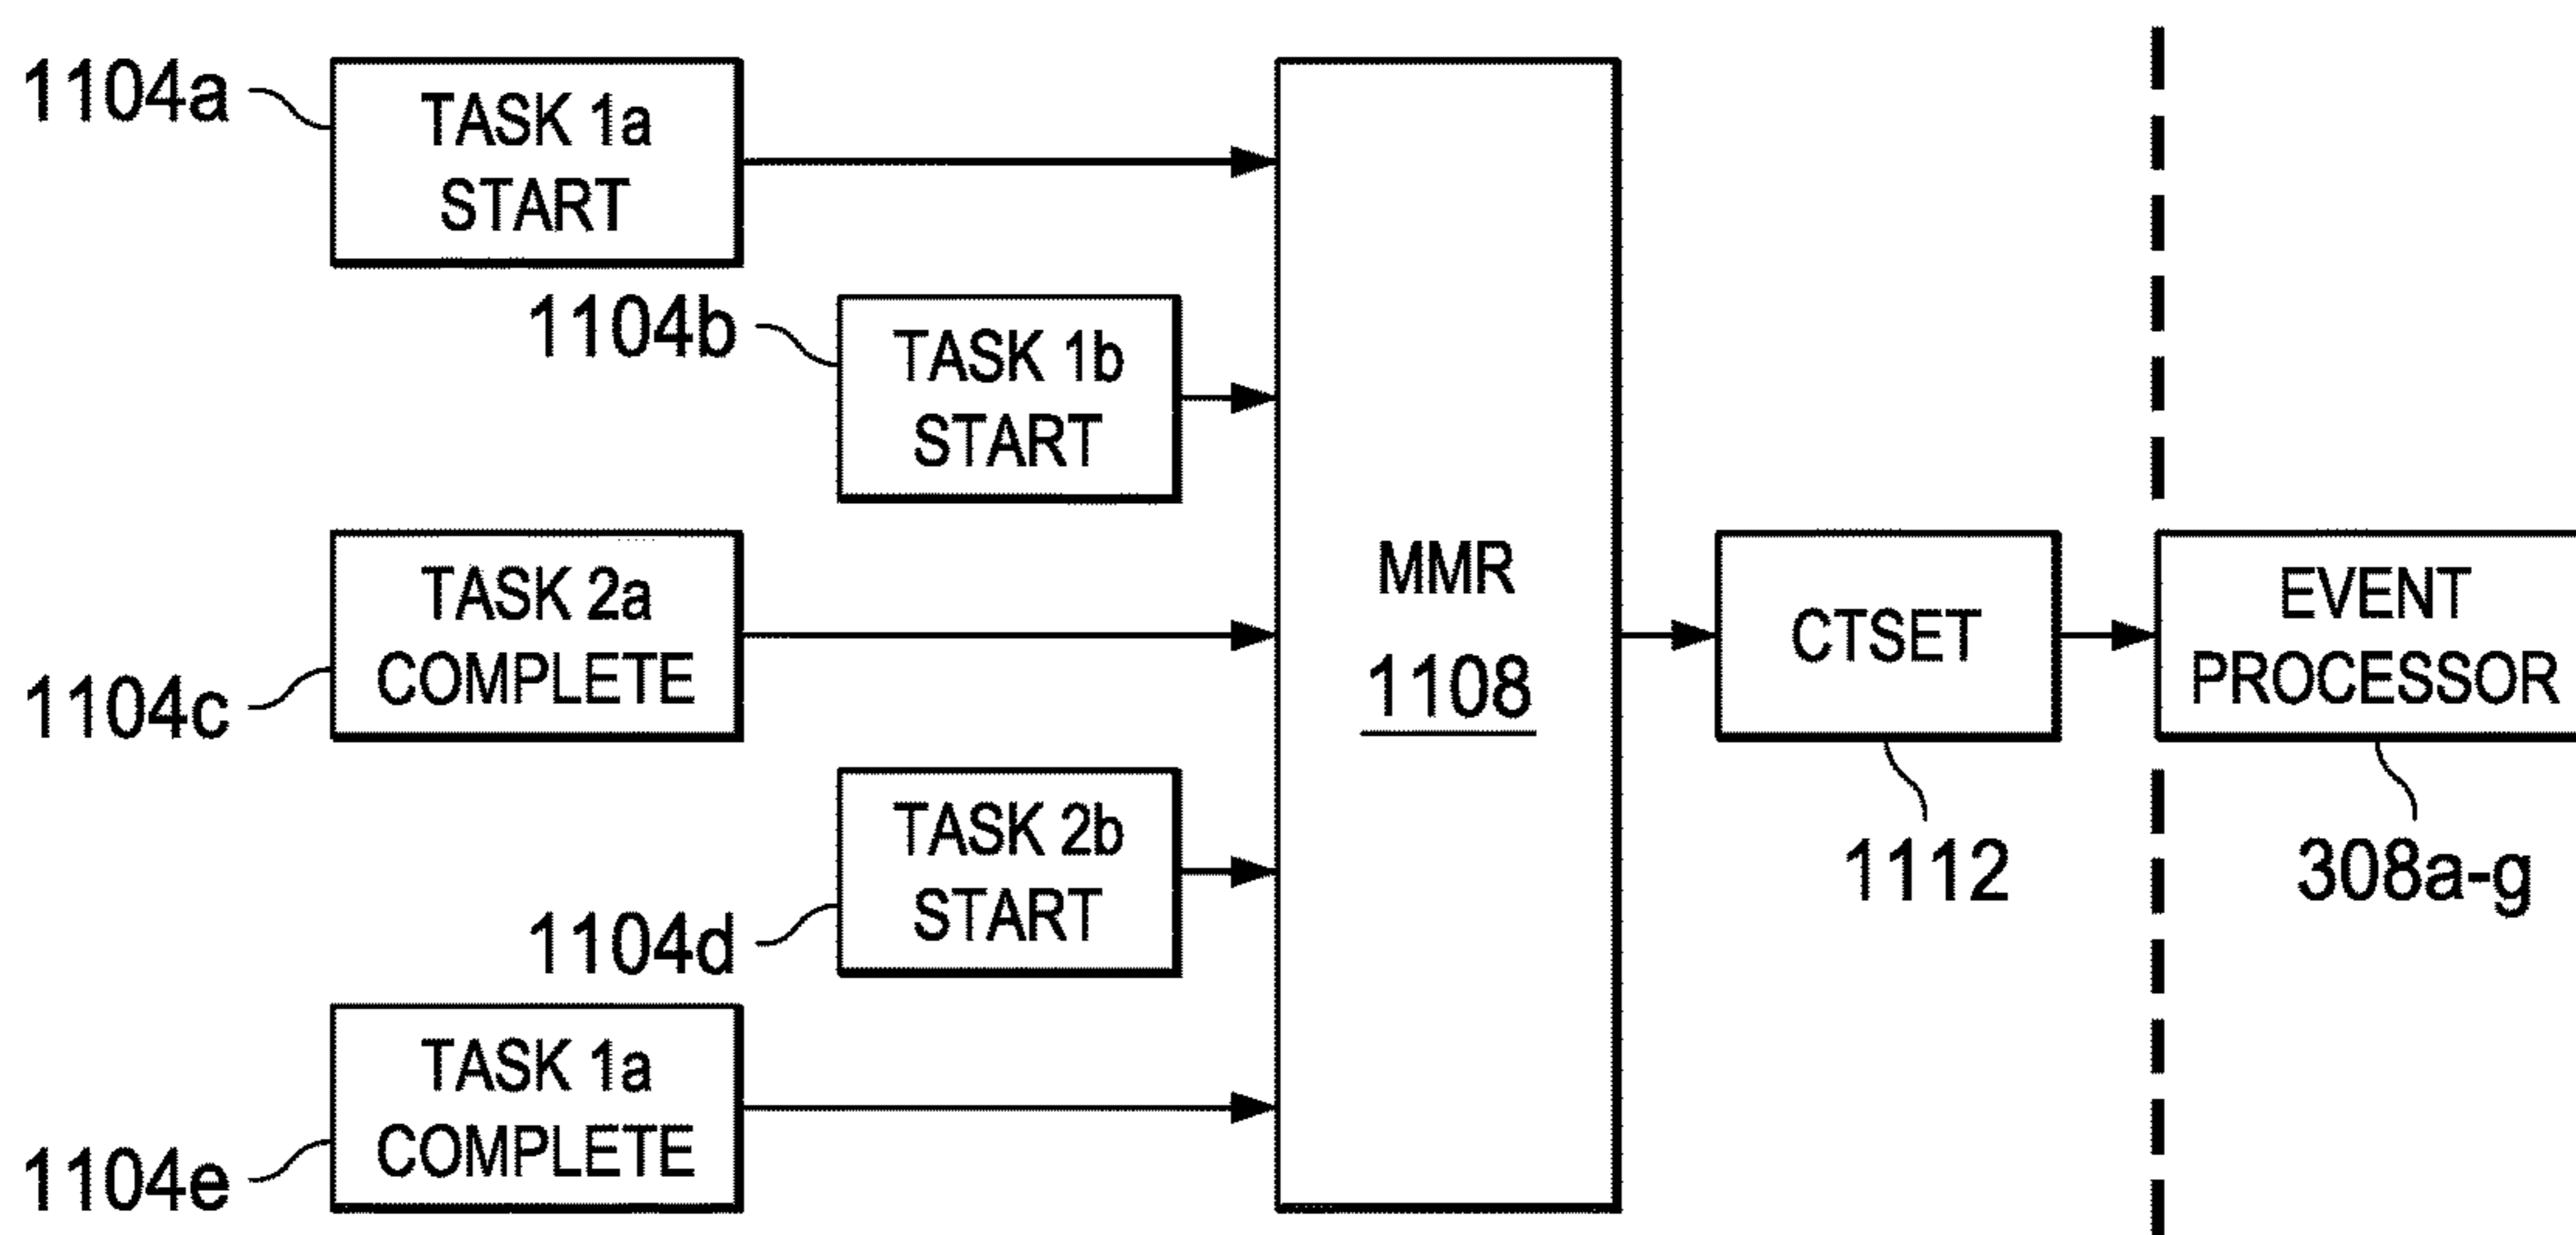 1104a
TASK 1a
START
1104b
TASK 1b
START
1104c
TASK 2a
COMPLETE
1104d
TASK 2b
START
1104e
TASK 1a
COMPLETE
MMR
1108
CTSET
1112
EVENT
PROCESSOR
308a-g